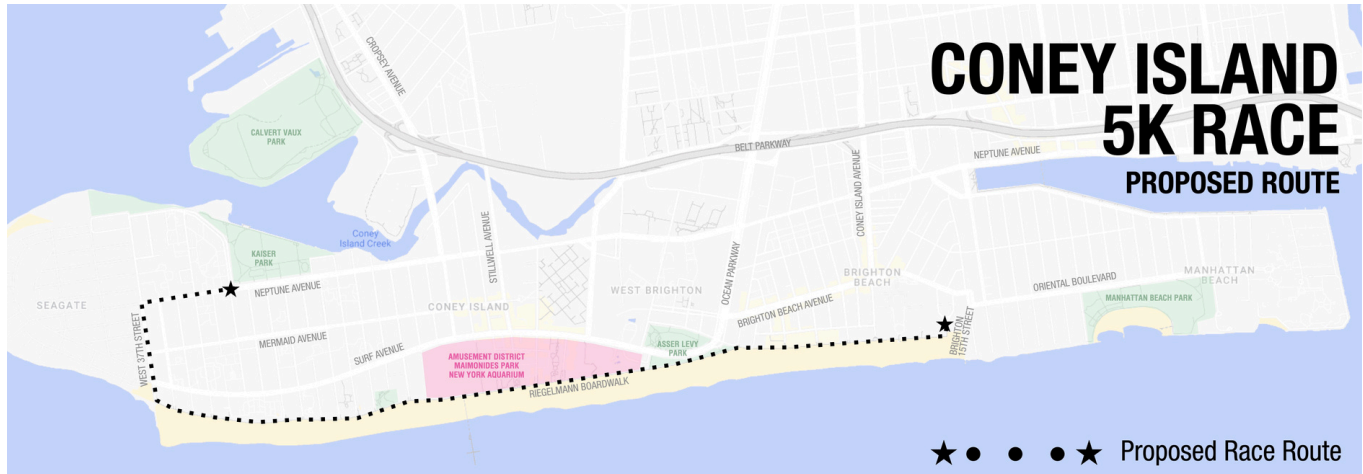 CONEY ISLAND
5K RACE
PROPOSED ROUTE
CROPSEY AVENUE
CALVERT VAUX
PARK
BELT PARKWAY
NEPTUNE AVENUE
CONEY ISLAND AVENUE
Coney
Island Creek
STILLWELL AVENUE
KAISER
PARK
OCEAN PARKWAY
BRIGHTON
BEACH
MANHATTAN
BEACH
ORIENTAL BOULEVARD
MANHATTAN BEACH PARK
SEAGATE
NEPTUNE AVENUE
CONEY ISLAND
WEST BRIGHTON
BRIGHTON BEACH AVENUE
BRIGHTON
15TH STREET
WEST 37TH STREET
MERMAID AVENUE
SURF AVENUE
ASSER LEVY
PARK
AMUSEMENT DISTRICT
MAIMONIDES PARK
NEW YORK AQUARIUM
RIEGELMANN BOARDWALK
Proposed Race Route